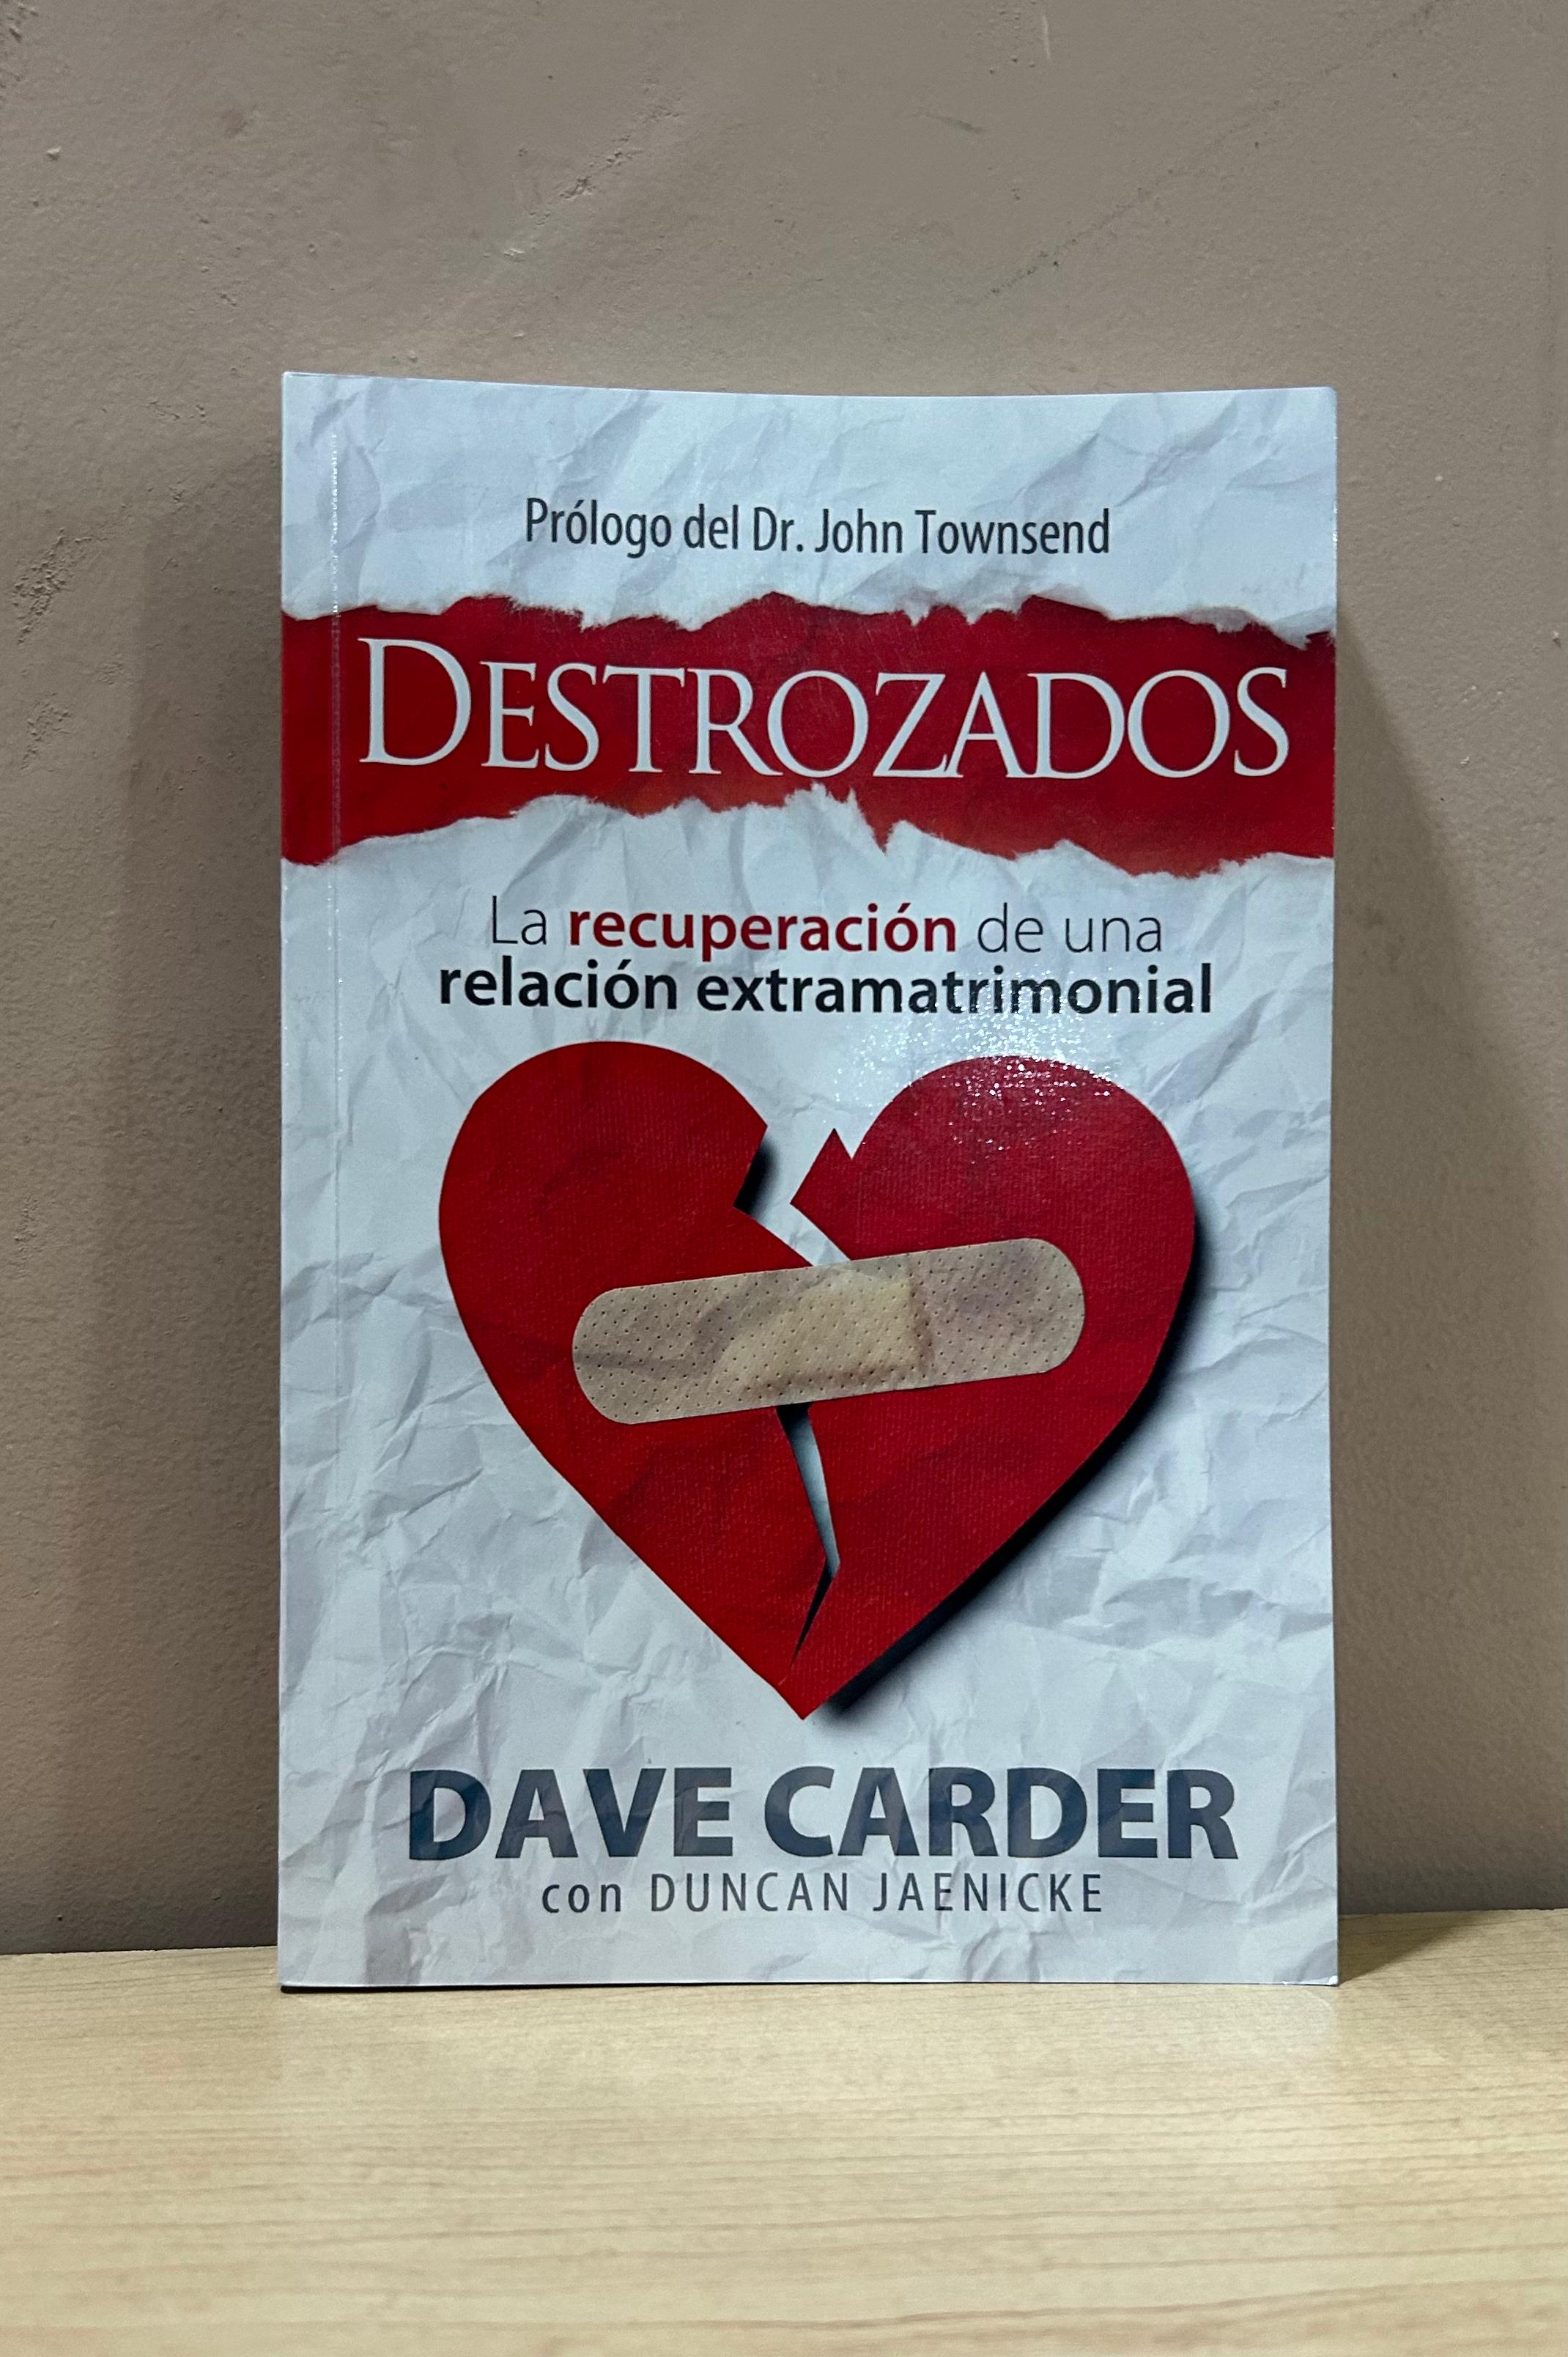 Prólogo del Dr. John Townsend
DESTROZADOS
La recuperación de una
relación extramatrimonial
DAVE CARDER
con DUNCAN JAENICKE